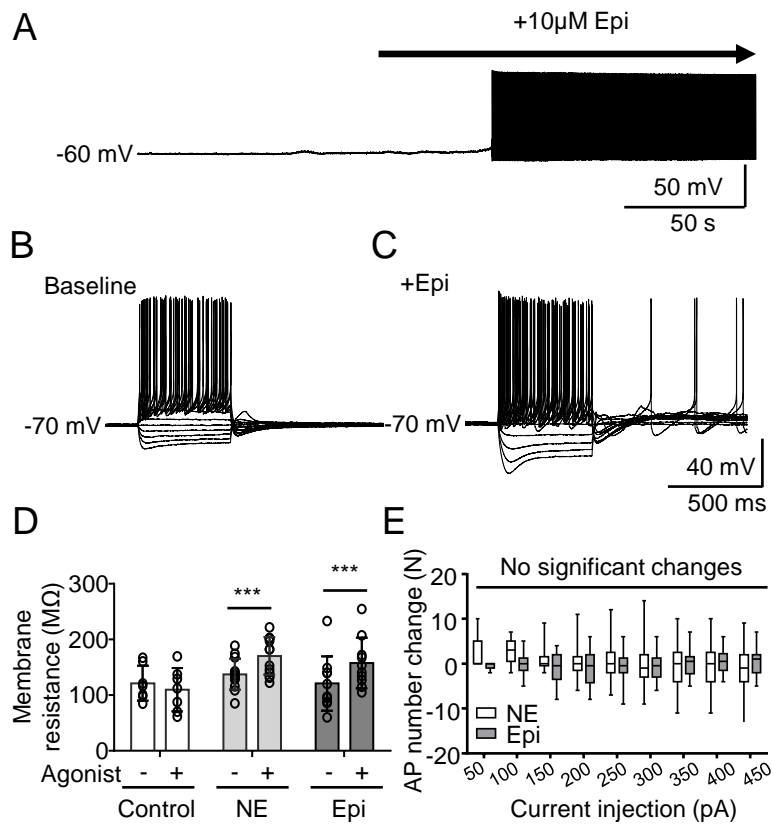 A
+10µM Epi
-60 mV
50 mV
50 s
B
Baseline
-70 mV
C
+Epi
-70 mV
40 mV
500 ms
D
Membrane
resistance (MΩ)
300
200
100
0
***
***
Agonist - + - + - +
Control NE Epi
E
AP number change (N)
No significant changes
20
10
0
-10
-20
NE
Epi
50 100 150 200 250 300 350 400 450
Current injection (pA)